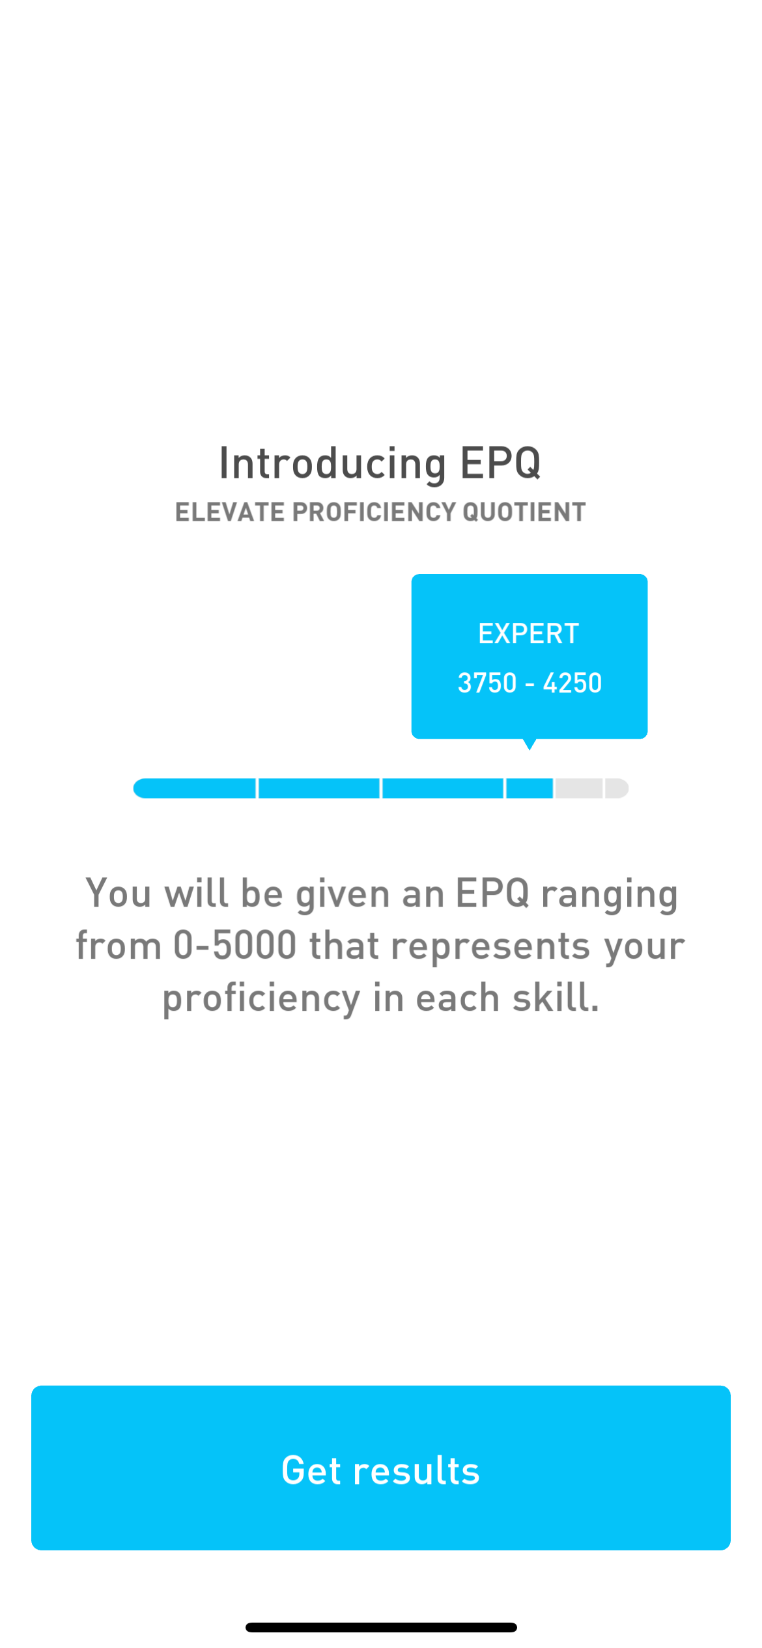 Introducing EPQ
ELEVATE PROFICIENCY QUOTIENT
EXPERT
3750 - 4250
You will be given an EPQ ranging
from 0-5000 that represents your
proficiency in each skill.
Get results